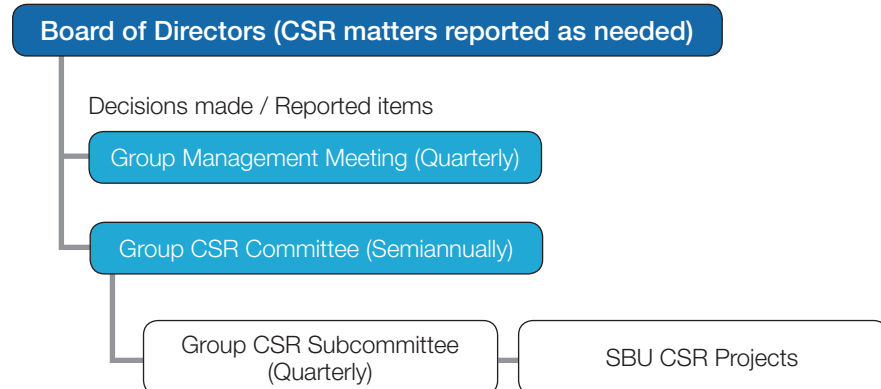 Board of Directors (CSR matters reported as needed)
Decisions made / Reported items
Group Management Meeting (Quarterly)
Group CSR Committee (Semiannually)
Group CSR Subcommittee
(Quarterly)
SBU CSR Projects